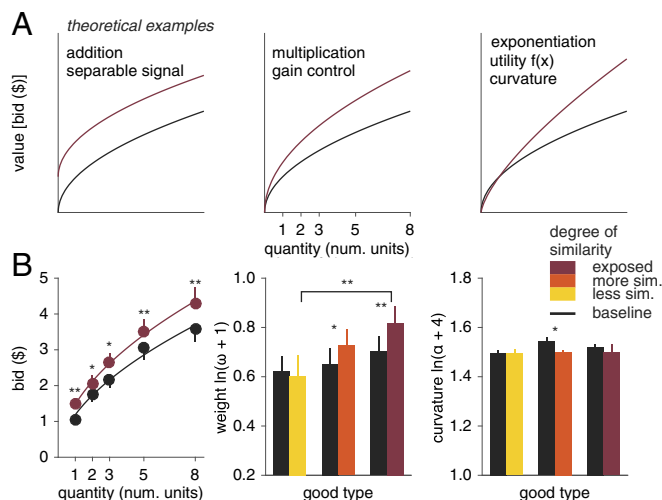 A
theoretical examples
addition
separable signal
multiplication
gain control
exponentiation
utility f(x)
curvature
value [bid ($)]
1 2 3 5 8
quantity (num. units)
degree of
similarity
exposed
more sim.
less sim.
baseline
B
bid ($)
5
4
3
2
1
0
** * * ** **
1 2 3 5 8
quantity (num. units)
weight ln(ω + 1)
1.0
0.8
0.6
0.4
0.2
**
* **
good type
curvature ln(α + 4)
1.8
1.6
1.4
1.2
1.0
*
good type